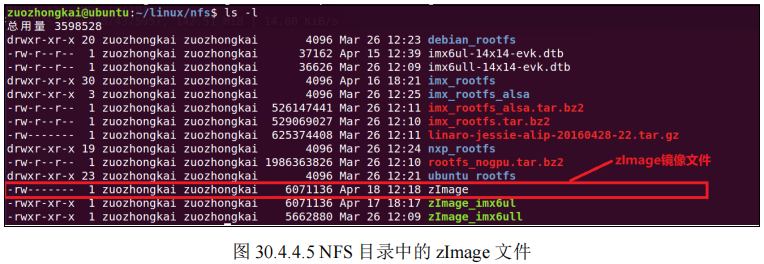 zuozhongkai@ubuntu:~/linux/nfs$ ls -l
总用量 3598528
drwxr-xr-x 20 zuozhongkai zuozhongkai 4096 Mar 26 12:23 debian_rootfs
-rw-r--r-- 1 zuozhongkai zuozhongkai 37162 Apr 15 12:39 imx6ul-14x14-evk.dtb
-rw-r--r-- 1 zuozhongkai zuozhongkai 36626 Mar 26 12:09 imx6ull-14x14-evk.dtb
drwxr-xr-x 30 zuozhongkai zuozhongkai 4096 Apr 16 18:21 imx_rootfs
drwxr-xr-x 3 zuozhongkai zuozhongkai 4096 Mar 26 12:25 imx_rootfs_alsa
-rw-r--r-- 1 zuozhongkai zuozhongkai 526147441 Mar 26 12:11 imx_rootfs_alsa.tar.bz2
-rw-r--r-- 1 zuozhongkai zuozhongkai 529069027 Mar 26 12:10 imx_rootfs.tar.bz2
-rw------- 1 zuozhongkai zuozhongkai 625374408 Mar 26 12:11 linaro-jessie-alip-20160428-22.tar.gz
drwxr-xr-x 19 zuozhongkai zuozhongkai 4096 Mar 26 12:24 nxp_rootfs
-rw-r--r-- 1 zuozhongkai zuozhongkai 1986363826 Mar 26 12:10 rootfs_nogpu.tar.bz2
zImage镜像文件
drwxr-xr-x 23 zuozhongkai zuozhongkai 4096 Mar 26 12:21 ubuntu_rootfs
-rw------- 1 zuozhongkai zuozhongkai 6071136 Apr 18 12:18 zImage
-rwxr-xr-x 1 zuozhongkai zuozhongkai 6071136 Apr 17 18:17 zImage_imx6ul
-rwxr-xr-x 1 zuozhongkai zuozhongkai 5662880 Mar 26 12:09 zImage_imx6ull
图 30.4.4.5 NFS 目录中的 zImage 文件